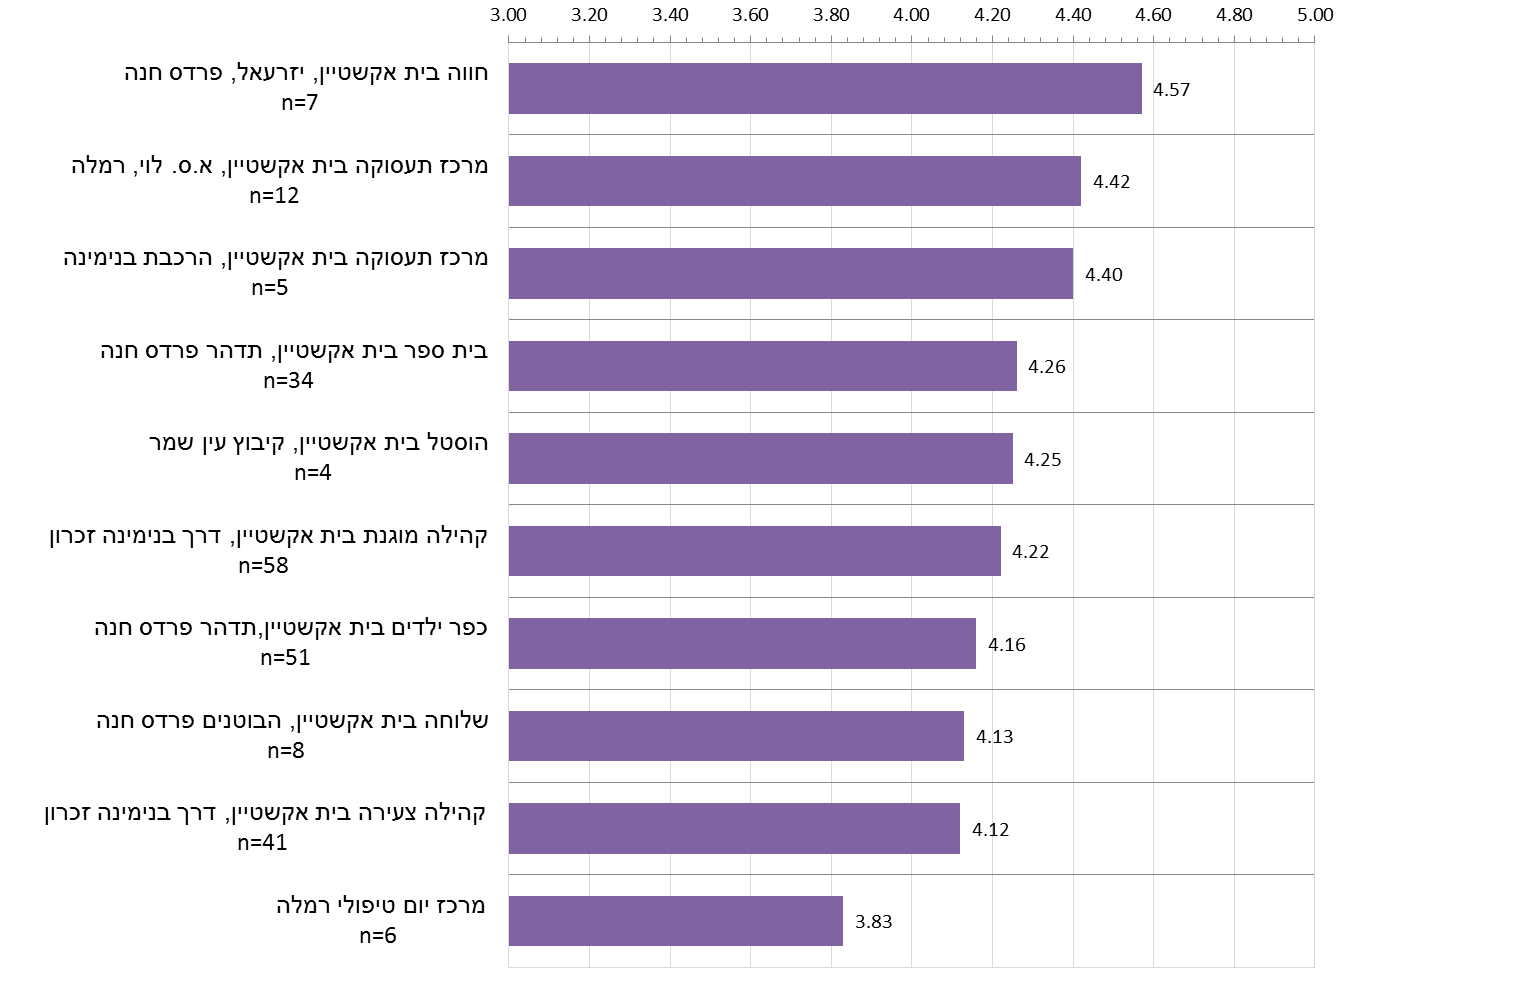 3.00 3.20 3.40 3.60 3.80 4.00 4.20 4.40 4.60 4.80 5.00
חווה בית אקשטיין, יזרעאל, פרדס חנה
n=7
4.57
מרכז תעסוקה בית אקשטיין, א.ס. לוי, רמלה
n=12
4.42
מרכז תעסוקה בית אקשטיין, הרכבת בנימינה
n=5
4.40
בית ספר בית אקשטיין, תדהר פרדס חנה
n=34
4.26
הוסטל בית אקשטיין, קיבוץ עין שמר
n=4
4.25
קהילה מוגנת בית אקשטיין, דרך בנימינה זכרון
n=58
4.22
כפר ילדים בית אקשטיין,תדהר פרדס חנה
n=51
4.16
שלוחה בית אקשטיין, הבוטנים פרדס חנה
n=8
4.13
קהילה צעירה בית אקשטיין, דרך בנימינה זכרון
n=41
4.12
מרכז יום טיפולי רמלה
n=6
3.83